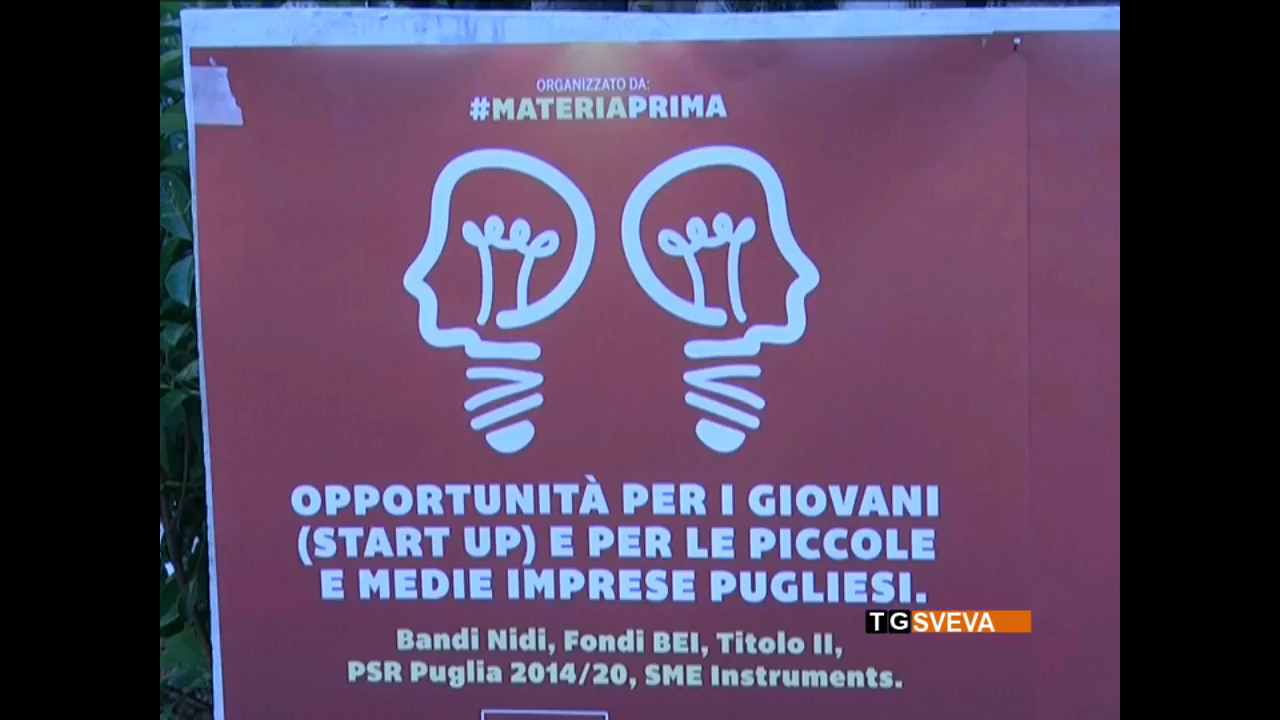 ORGANIZZATO DA:
#MATERIAPRIMA
OPPORTUNITÀ PER I GIOVANI
(START UP) E PER LE PICCOLE
E MEDIE IMPRESE PUGLIESI.
TGSVEVA
Bandi Nidi, Fondi BEI, Titolo II,
PSR Puglia 2014/20, SME Instruments.